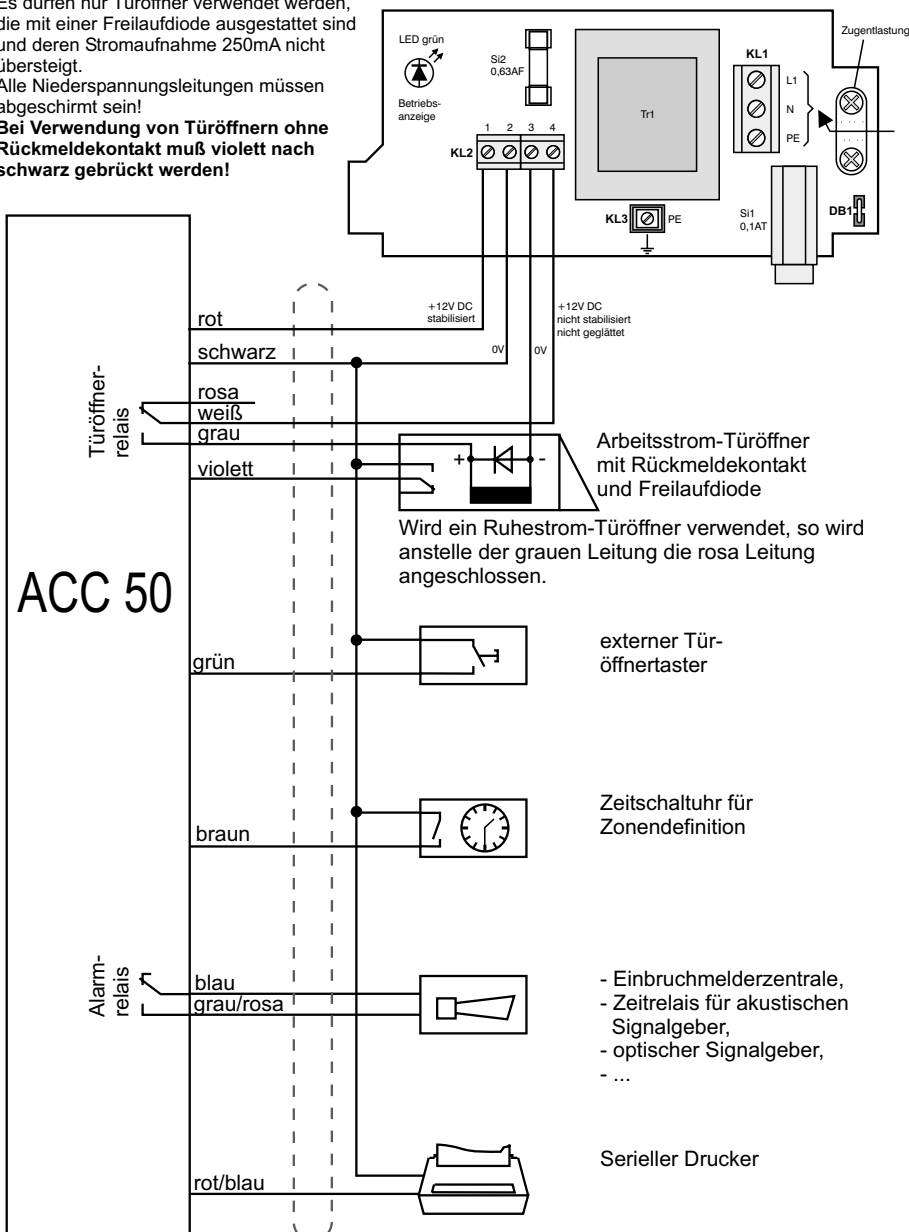 Es dürfen nur Türöffner verwendet werden,
die mit einer Freilaufdiode ausgestattet sind
und deren Stromaufnahme 250mA nicht
übersteigt.
Alle Niederspannungsleitungen müssen
abgeschirmt sein!
Bei Verwendung von Türöffnern ohne
Rückmeldekontakt muß violett nach
schwarz gebrückt werden!
LED grün
Betriebs-
anzeige
Si2
0,63AF
Tr1
KL1
L1
N
PE
Zugentlastung
1 2 3 4
KL2
KL3
PE
Si1
0,1AT
DB1
+12V DC
stabilisiert
0V
0V
+12V DC
nicht stabilisiert
nicht geglättet
ACC 50
rot
schwarz
Türöffner-
relais
rosa
weiß
grau
violett
+ -
Arbeitsstrom-Türöffner
mit Rückmeldekontakt
und Freilaufdiode
Wird ein Ruhestrom-Türöffner verwendet, so wird
anstelle der grauen Leitung die rosa Leitung
angeschlossen.
grün
externer Tür-
öffnertaster
braun
Zeitschaltuhr für
Zonendefinition
Alarm-
relais
blau
grau/rosa
- Einbruchmelderzentrale,
- Zeitrelais für akustischen
Signalgeber,
- optischer Signalgeber,
- ...
rot/blau
Serieller Drucker